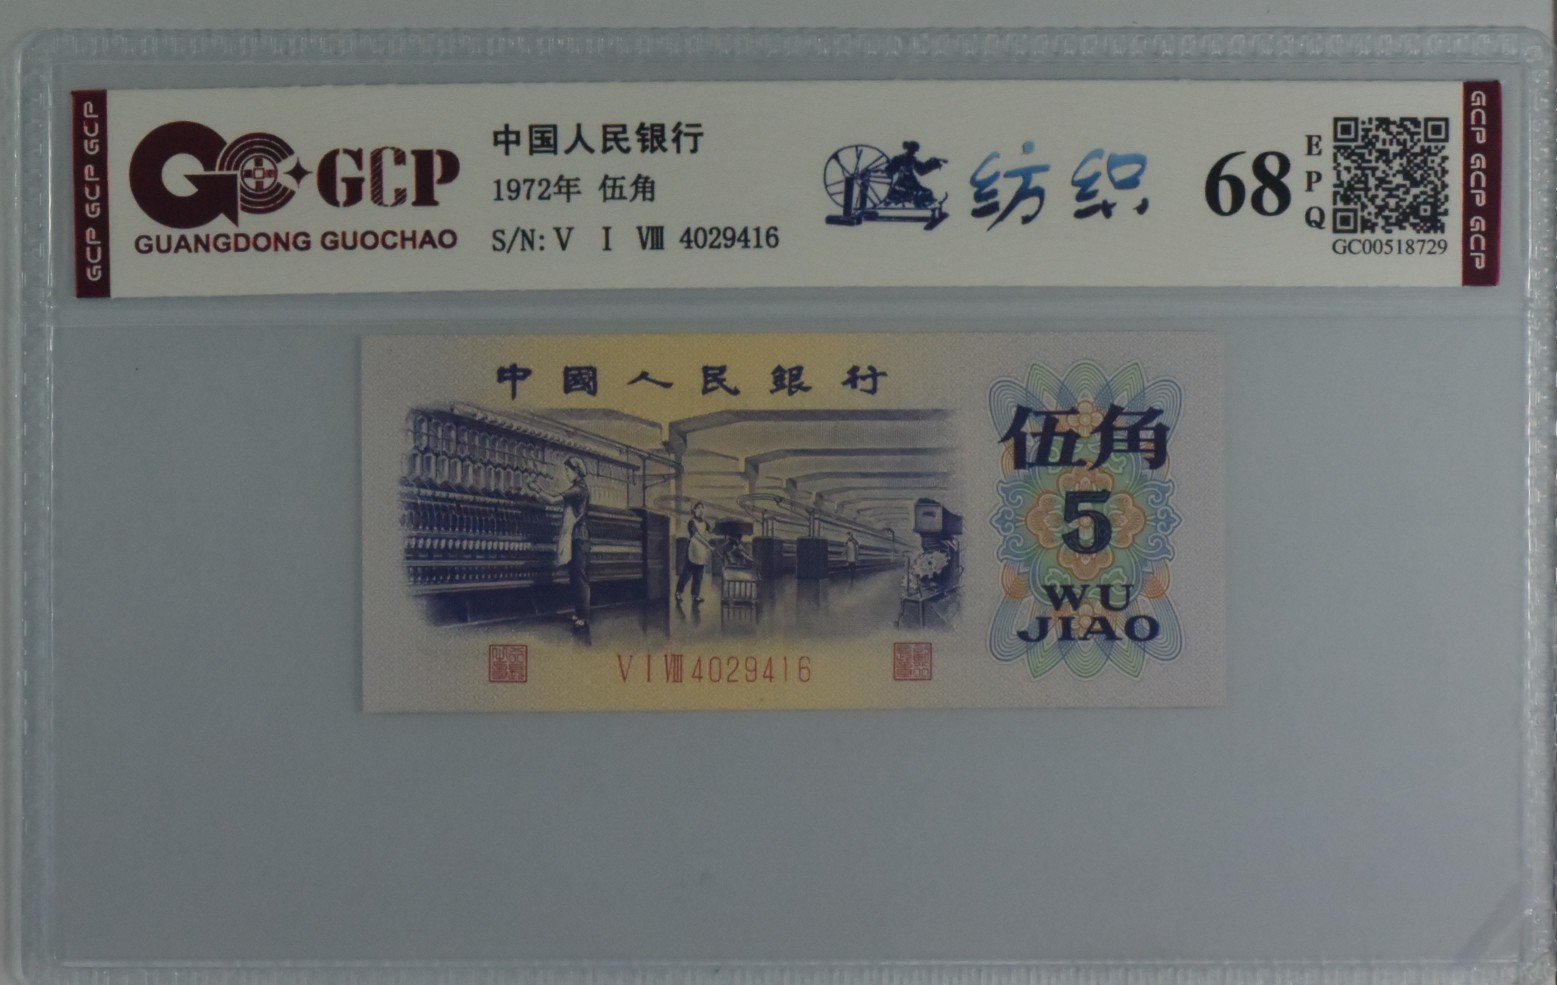 GCP GCP GCP
GCP
GUANGDONG GUOCHAO
中国人民银行
1972年 伍角
S/N: V I Ⅷ 4029416
纺织
68
EPQ
GC00518729
GCP GCP GCP
中國人民銀行
伍角
5
WU
JIAO
V I Ⅷ 4029416